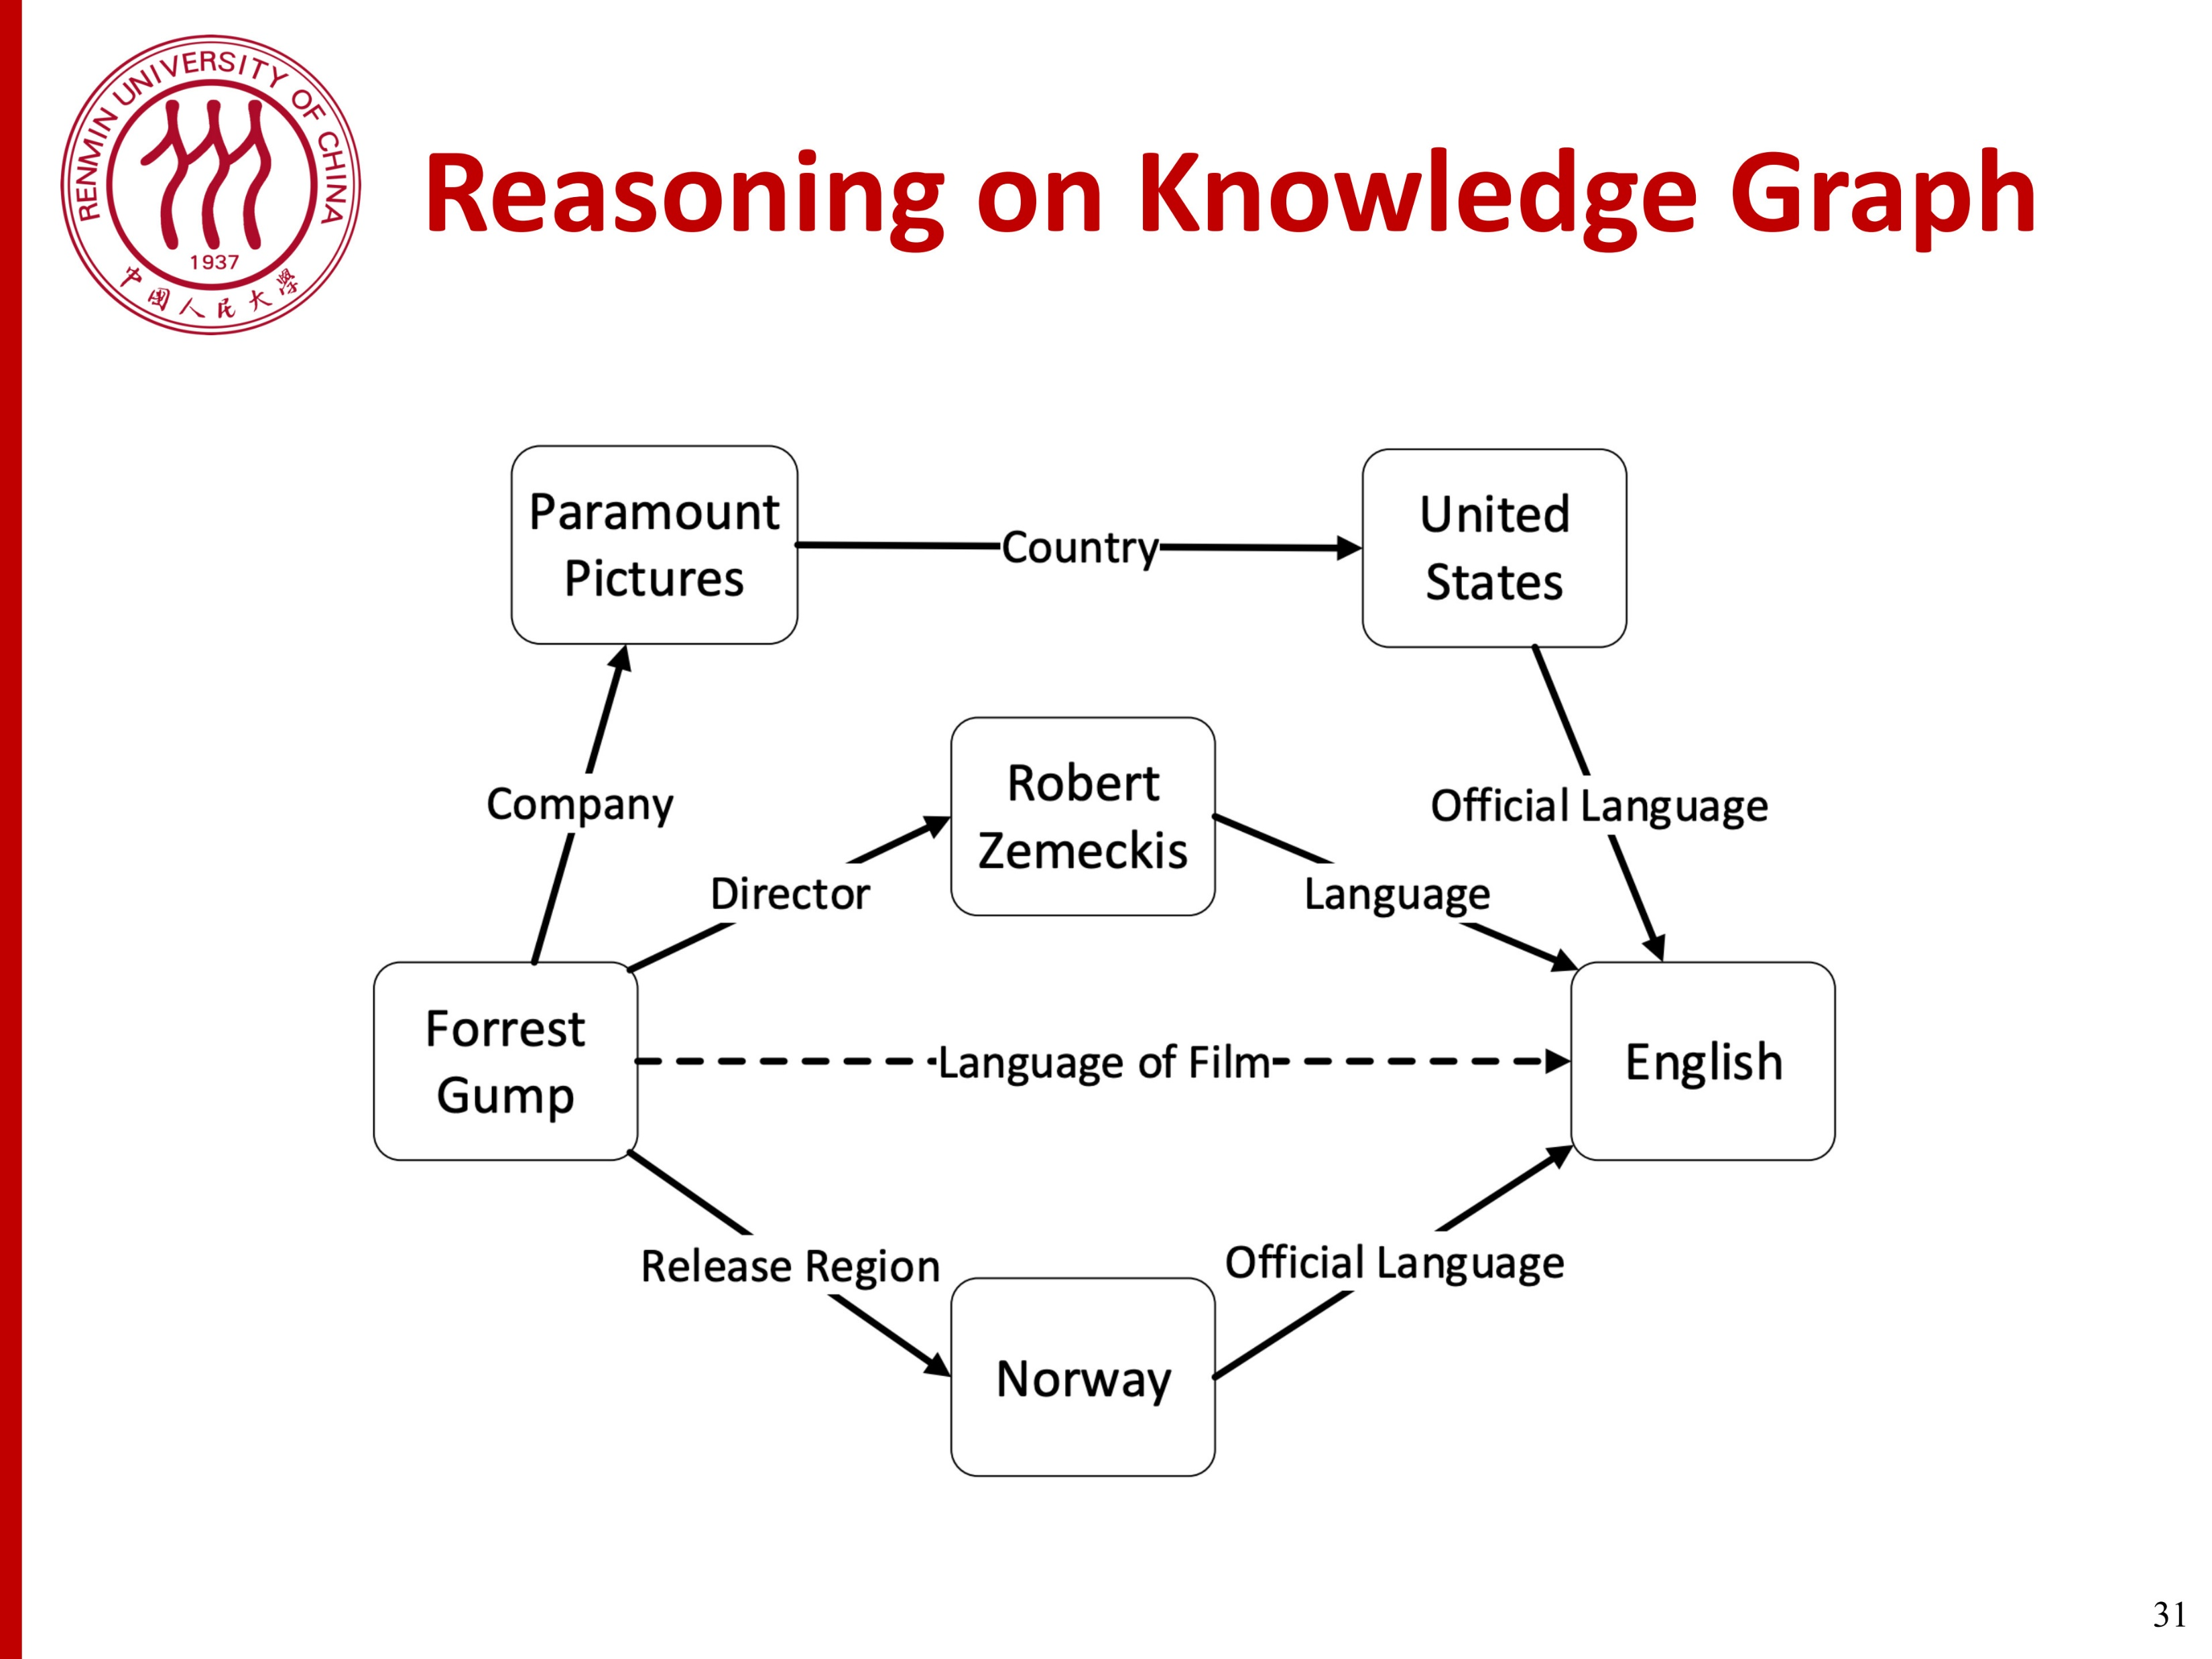 RENMIN UNIVERSITY OF CHINA
1937
中國人民大學
Reasoning on Knowledge Graph
Paramount
Pictures
Country
United
States
Company
Robert
Zemeckis
Official Language
Director
Language
Forrest
Gump
Language of Film
English
Release Region
Official Language
Norway
31